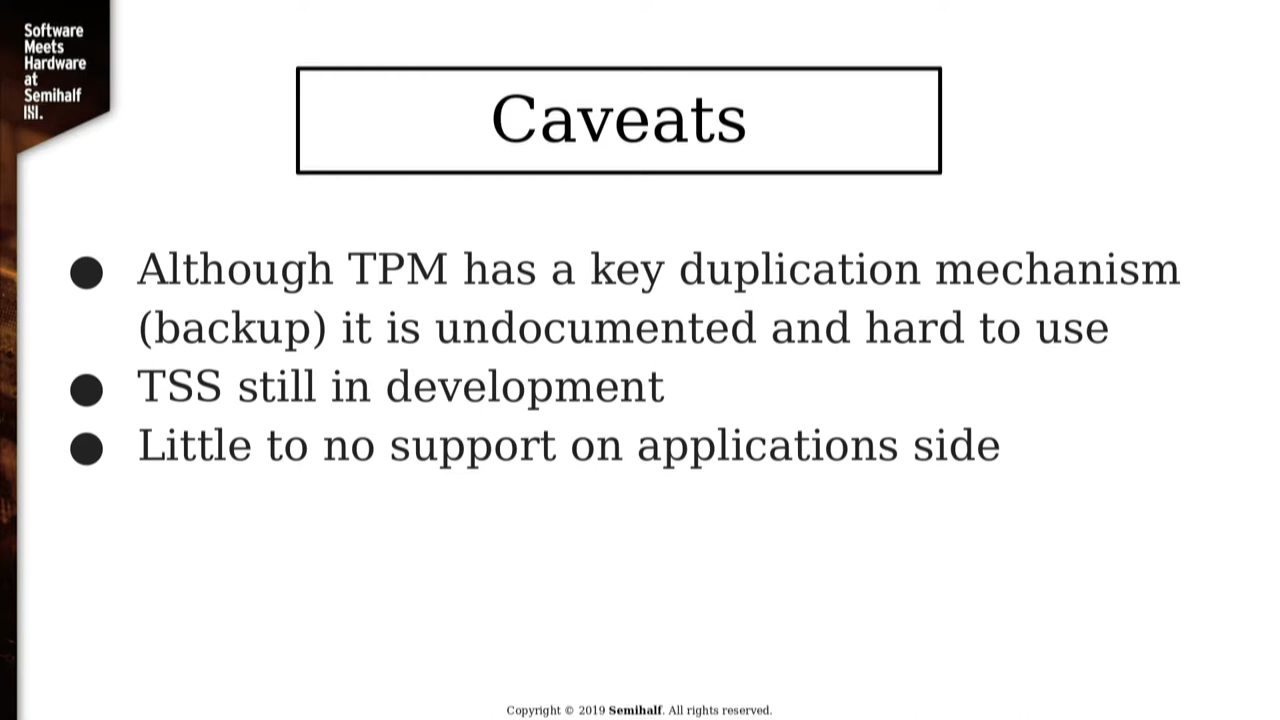 Software
Meets
Hardware
at
Semihalf
Caveats
● Although TPM has a key duplication mechanism
(backup) it is undocumented and hard to use
● TSS still in development
● Little to no support on applications side
Copyright © 2019 Semihalf. All rights reserved.